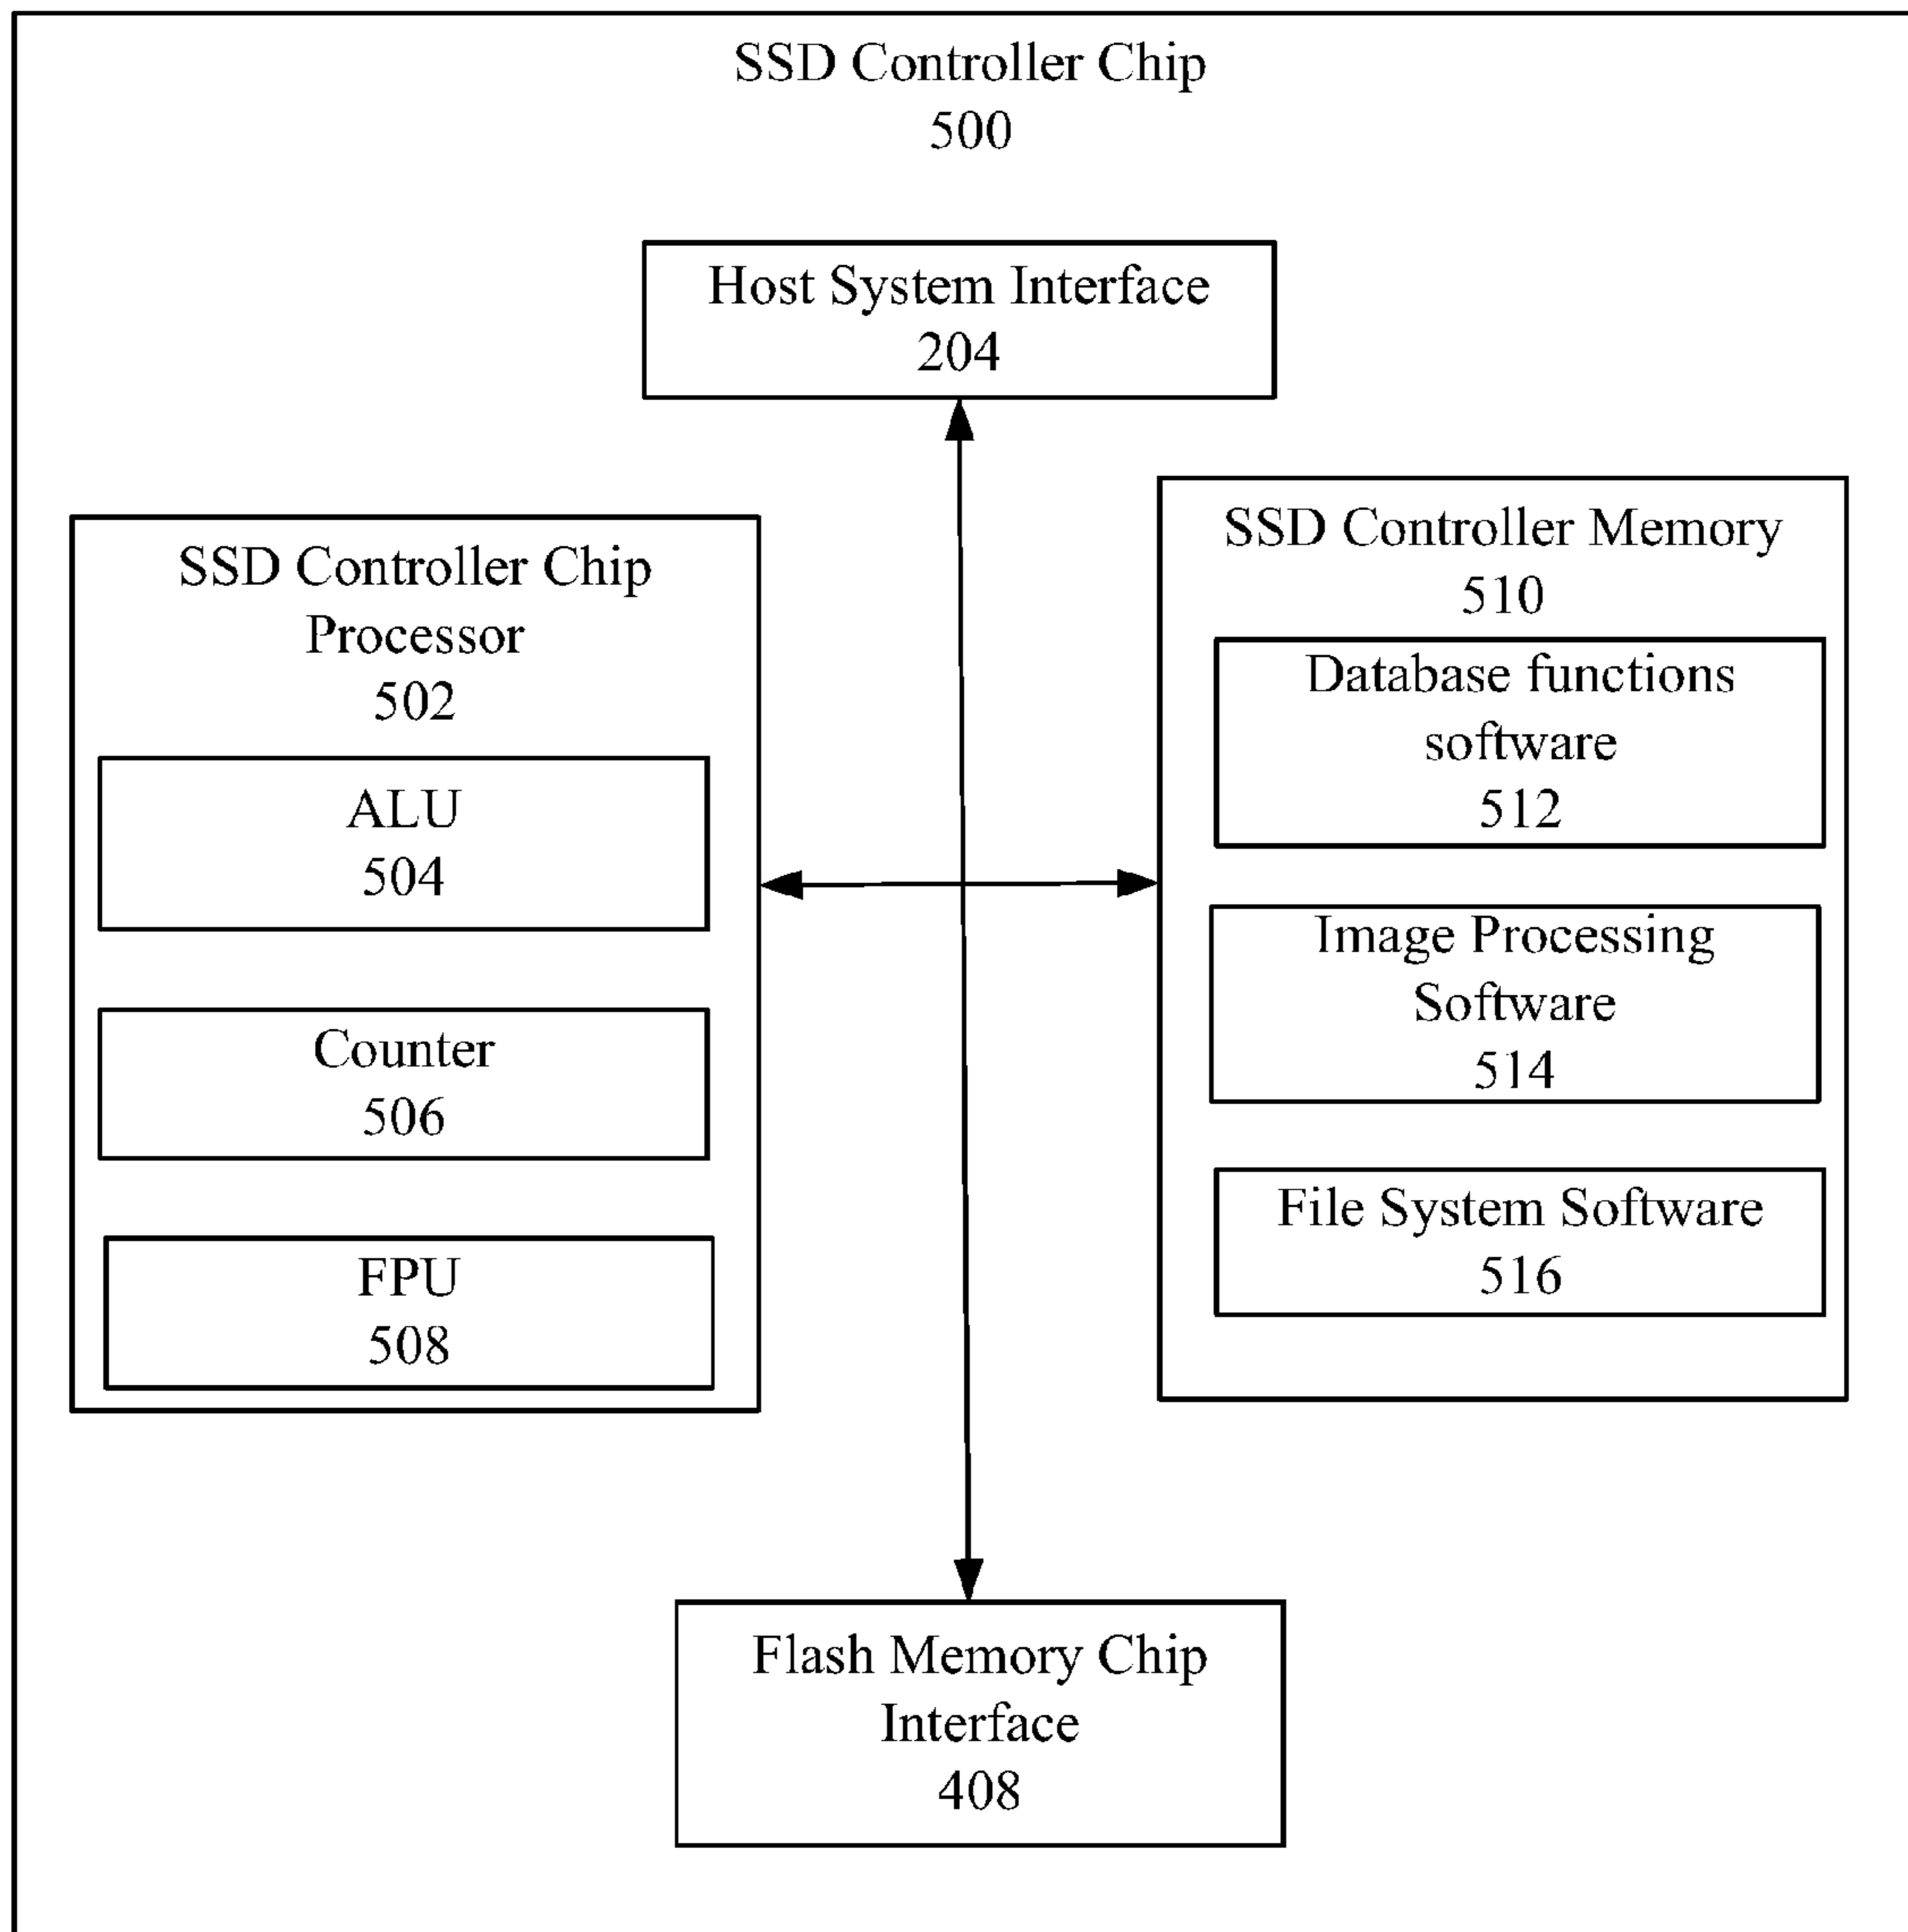 SSD Controller Chip
500
Host System Interface
204
SSD Controller Chip
Processor
502
ALU
504
Counter
506
FPU
508
SSD Controller Memory
510
Database functions
software
512
Image Processing
Software
514
File System Software
516
Flash Memory Chip
Interface
408